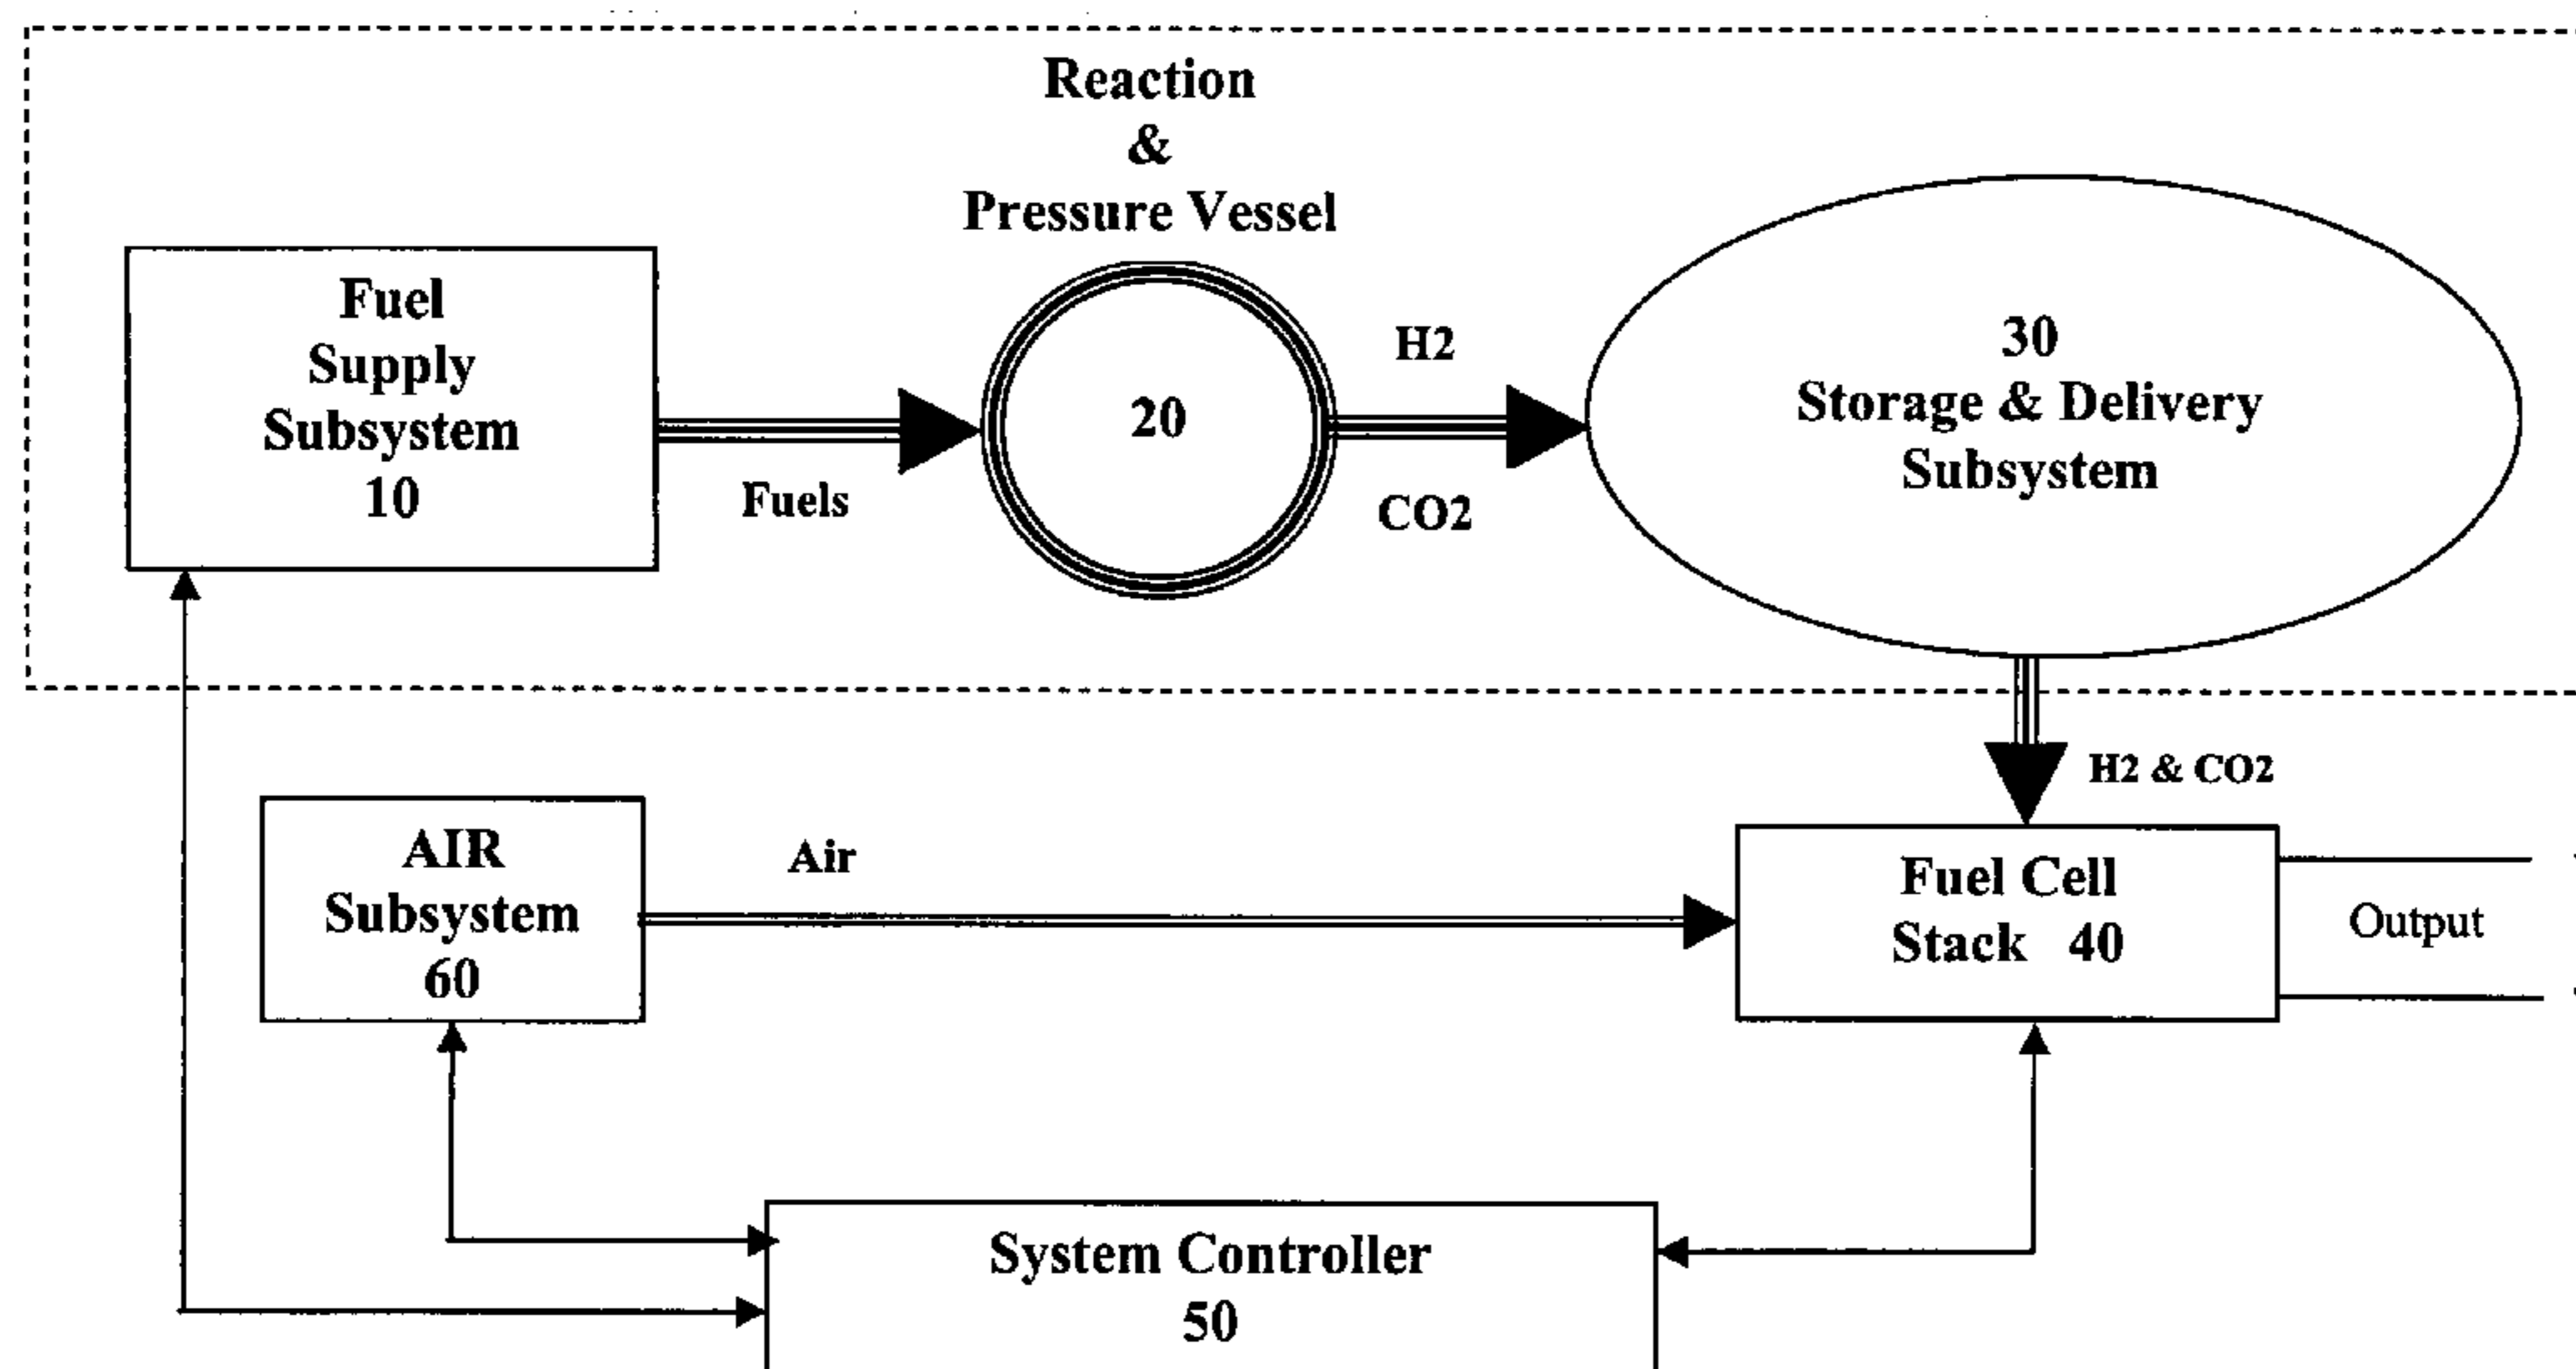 Reaction
&
Pressure Vessel
Fuel
Supply
Subsystem
10
Fuels
20
H2
CO2
30
Storage & Delivery
Subsystem
H2 & CO2
AIR
Subsystem
60
Air
Fuel Cell
Stack 40
Output
System Controller
50